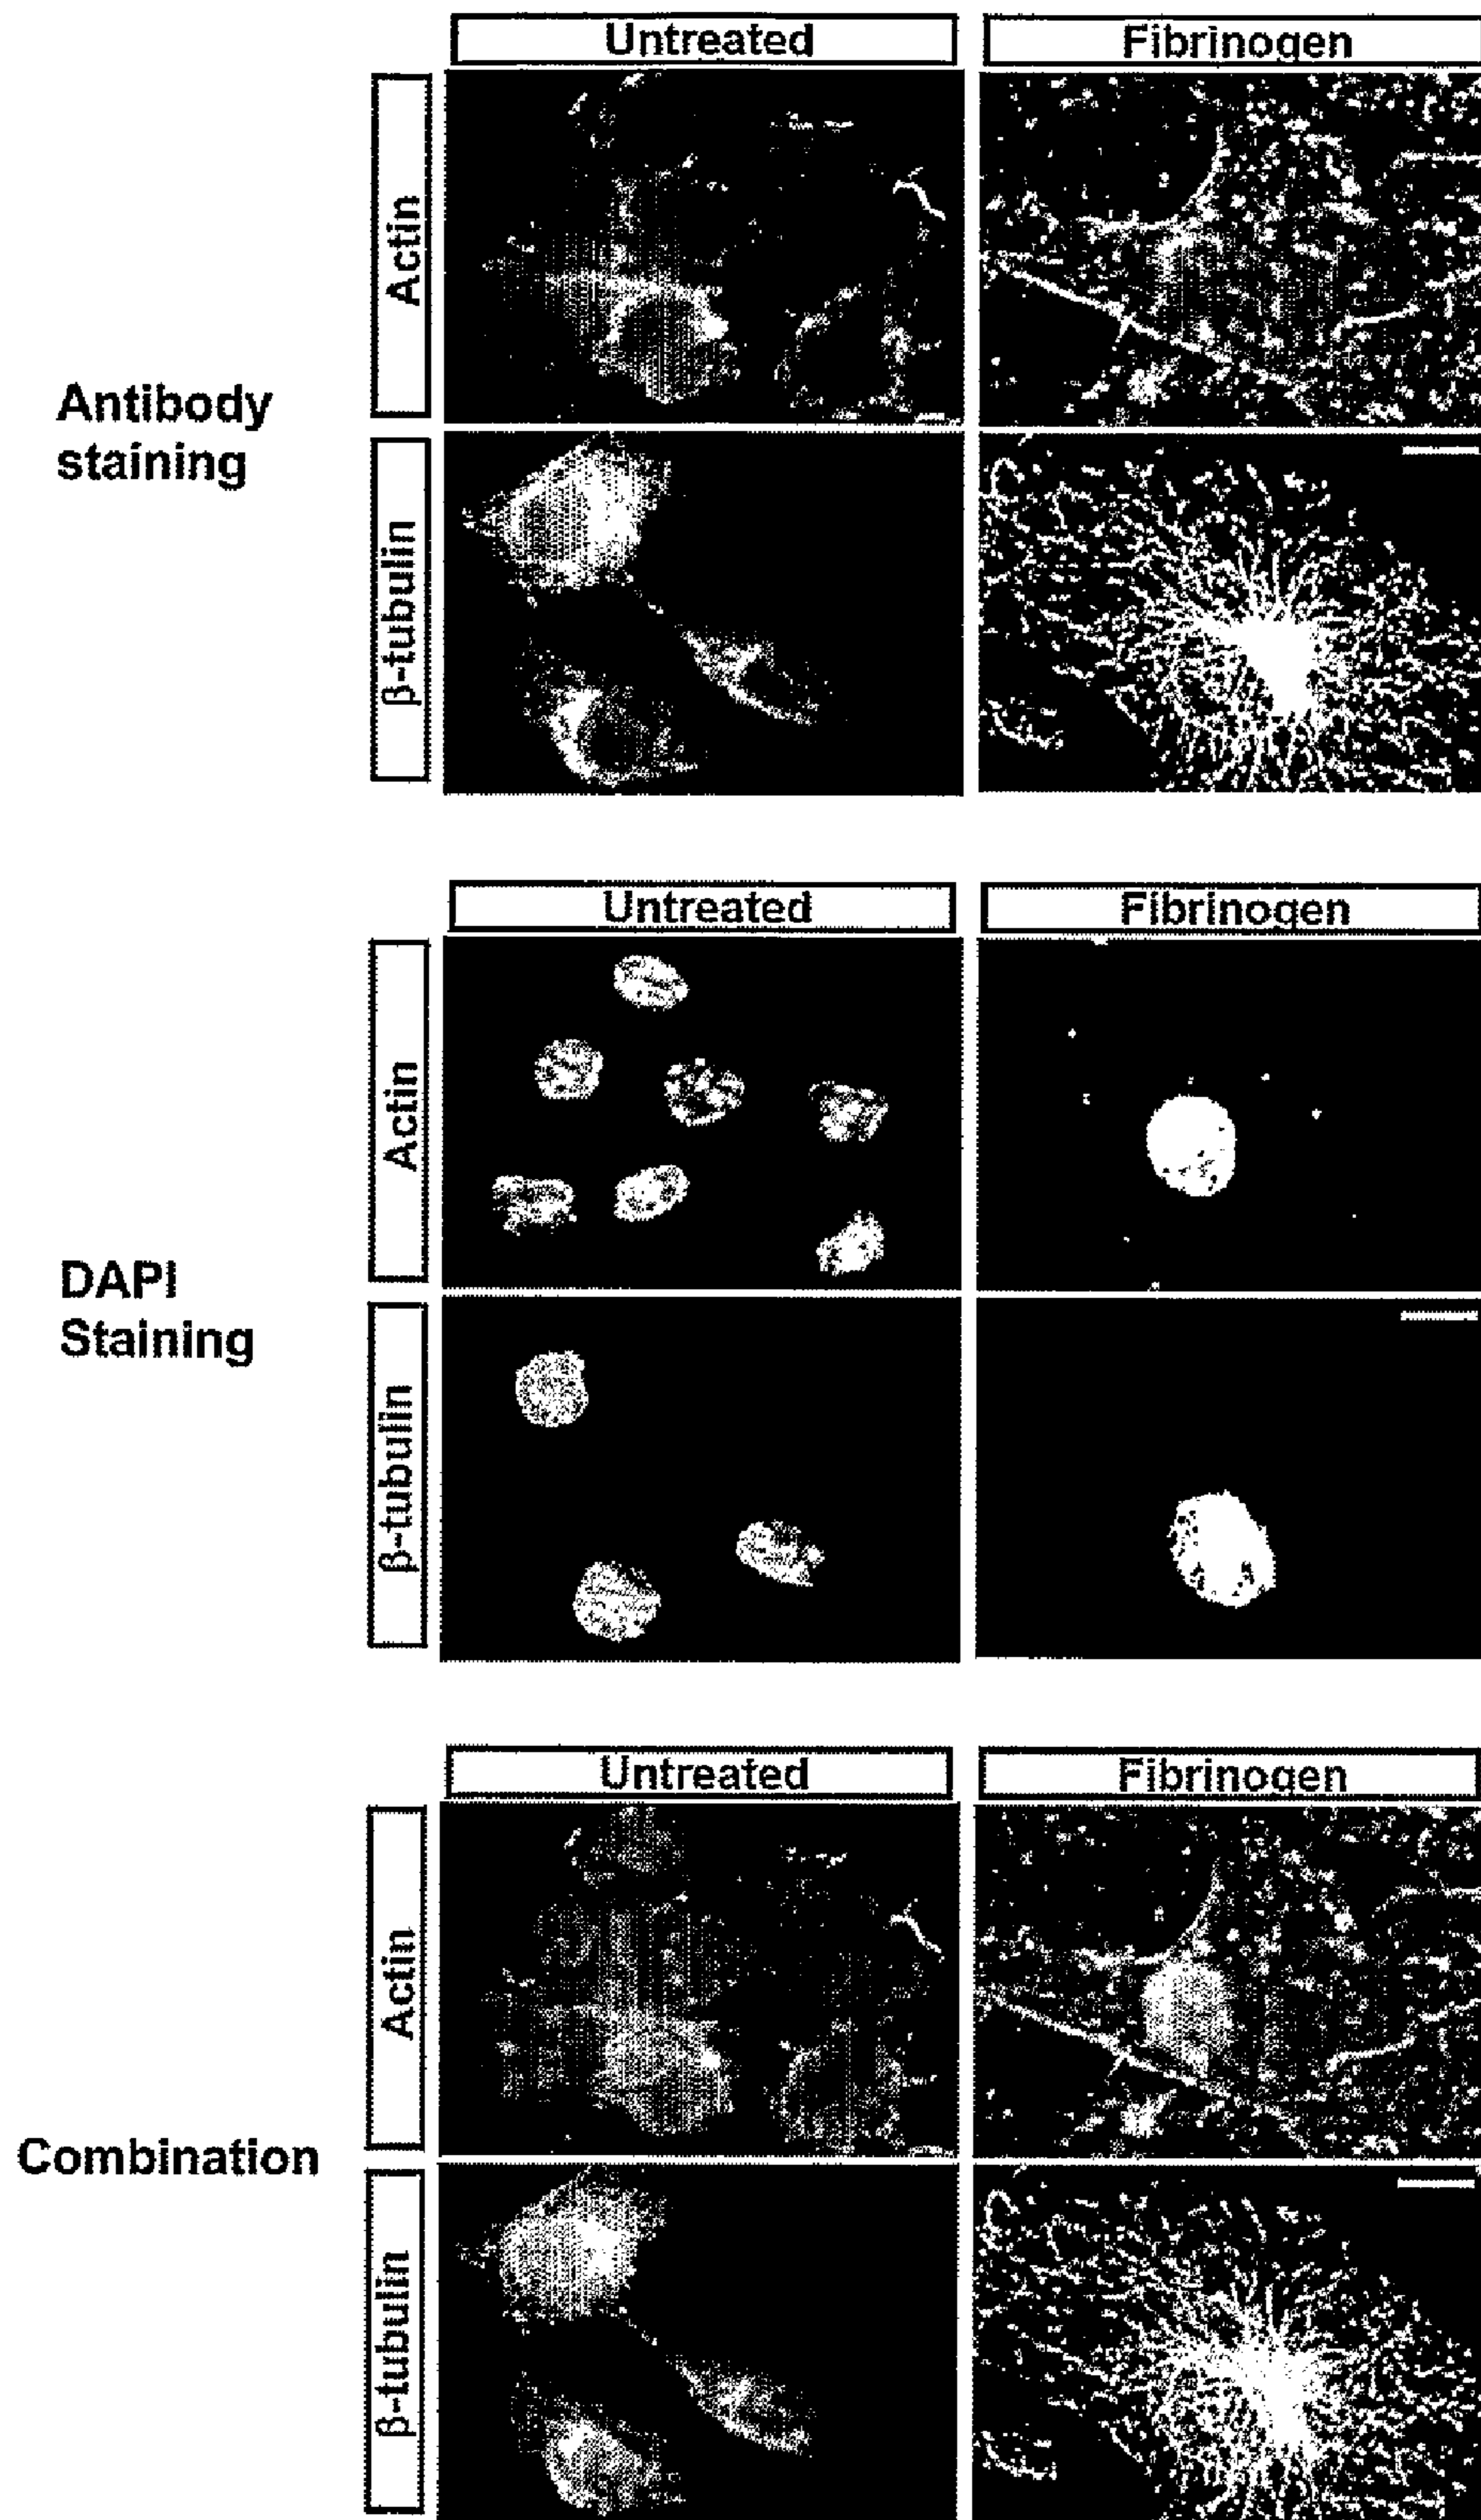 Untreated Fibrinogen
Actin
Antibody
staining
β-tubulin
Untreated Fibrinogen
Actin
DAPI
Staining
β-tubulin
Untreated Fibrinogen
Actin
Combination
β-tubulin